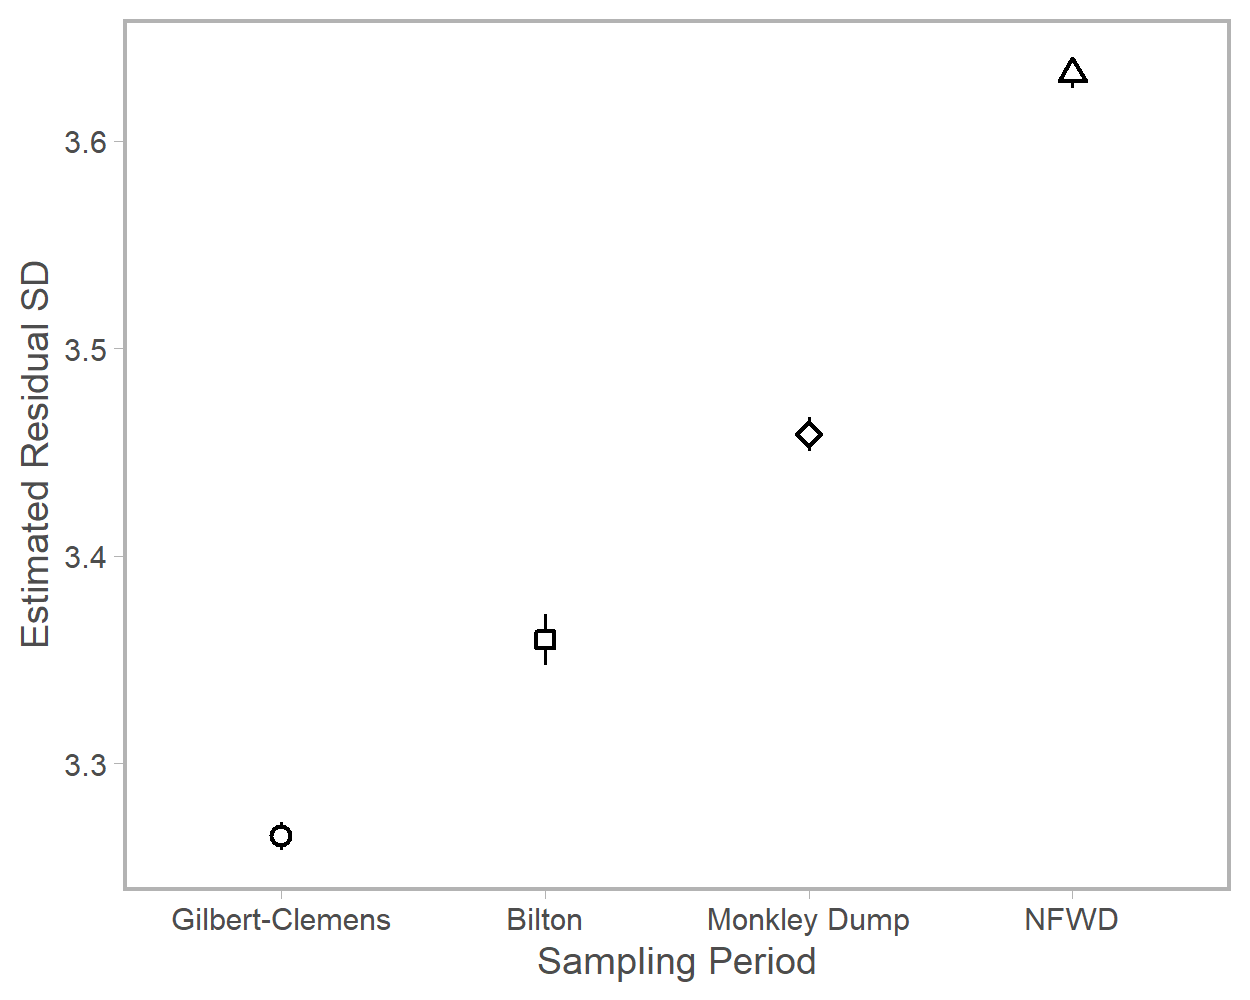 Estimated Residual SD
3.6
3.5
3.4
3.3
Gilbert-Clemens Bilton Monkley Dump NFWD
Sampling Period